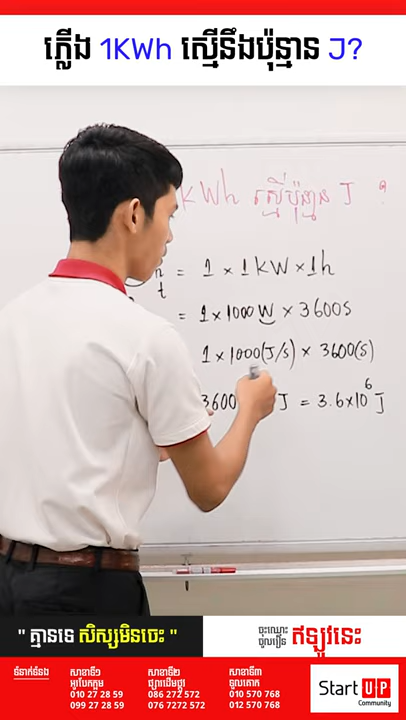 ភ្លើង 1KWh ស្មើនឹងប៉ុន្មាន J?
KWh ស្មើប៉ុន្មាន J ?
= 1 × 1KW × 1h
t
= 1 × 1000W × 3600S
1 × 1000(J/s) × 3600(S)
3600 J = 3.6×10⁶ J
" គ្មានទេ សិស្សមិនចេះ "
ចុះឈ្មោះ
ចូលរៀន
ឥឡូវនេះ
ទំនាក់ទំនង
សាខាទី១
ម្លប់បៃតងក្អម
010 27 28 59
099 27 28 59
សាខាទី២
ផ្សារដើមថ្កូវ
086 272 572
076 7272 572
សាខាទី៣
ទួលគោក
010 570 768
012 570 768
Start UP
Community